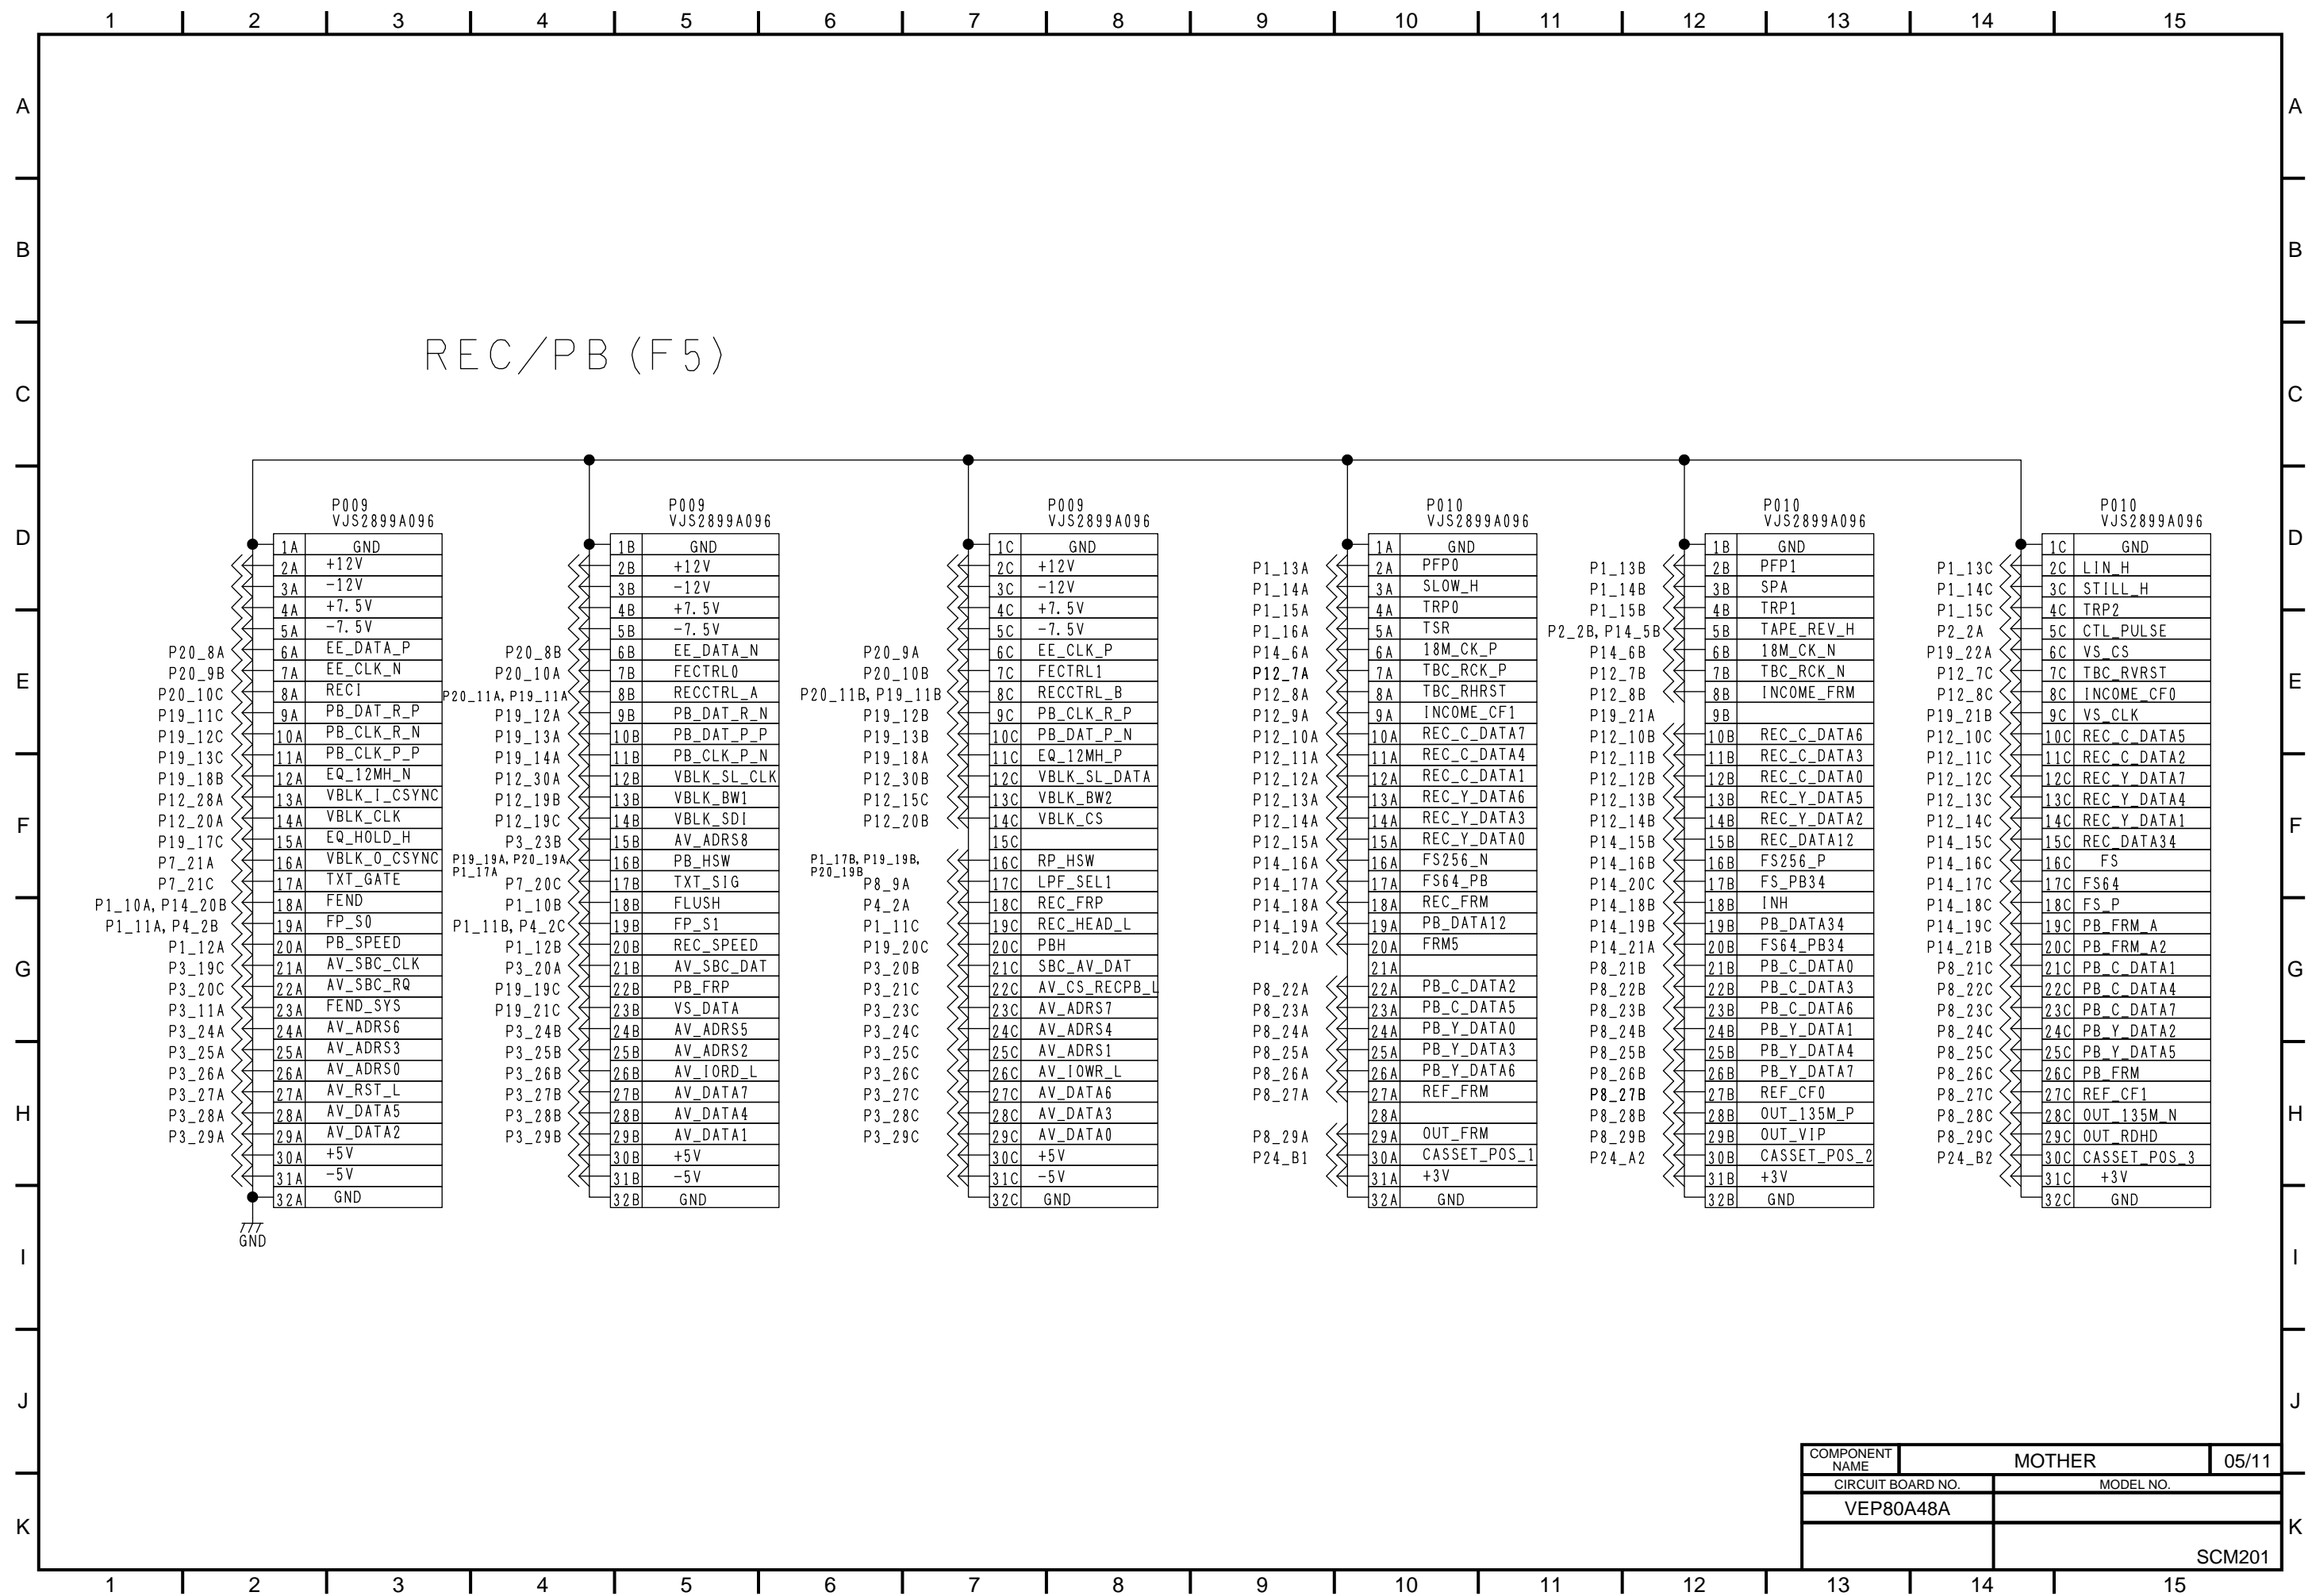 1 2 3 4 5 6 7 8 9 10 11 12 13 14 15
A A
B B
C C
D D
E E
F F
G G
H H
I I
J J
K K
REC/PB(F5)
P009
VJS2899A096
1A GND
2A +12V
3A -12V
4A +7.5V
5A -7.5V
P20_8A 6A EE_DATA_P
P20_9B 7A EE_CLK_N
P20_10C 8A RECI
P19_11C 9A PB_DAT_R_P
P19_12C 10A PB_CLK_R_N
P19_13C 11A PB_CLK_P_P
P19_18B 12A EQ_12MH_N
P12_28A 13A VBLK_I_CSYNC
P12_20A 14A VBLK_CLK
P19_17C 15A EQ_HOLD_H
P7_21A 16A VBLK_O_CSYNC
P7_21C 17A TXT_GATE
P1_10A, P14_20B 18A FEND
P1_11A, P4_2B 19A FP_S0
P1_12A 20A PB_SPEED
P3_19C 21A AV_SBC_CLK
P3_20C 22A AV_SBC_RQ
P3_11A 23A FEND_SYS
P3_24A 24A AV_ADRS6
P3_25A 25A AV_ADRS3
P3_26A 26A AV_ADRS0
P3_27A 27A AV_RST_L
P3_28A 28A AV_DATA5
P3_29A 29A AV_DATA2
30A +5V
31A -5V
32A GND
GND
P009
VJS2899A096
1B GND
2B +12V
3B -12V
4B +7.5V
5B -7.5V
P20_8B 6B EE_DATA_N
P20_10A 7B FECTRL0
P20_11A, P19_11A 8B RECCTRL_A
P19_12A 9B PB_DAT_R_N
P19_13A 10B PB_DAT_P_P
P19_14A 11B PB_CLK_P_N
P12_30A 12B VBLK_SL_CLK
P12_19B 13B VBLK_BW1
P12_19C 14B VBLK_SDI
P3_23B 15B AV_ADRS8
P19_19A, P20_19A, P1_17A 16B PB_HSW
P7_20C 17B TXT_SIG
P1_10B 18B FLUSH
P1_11B, P4_2C 19B FP_S1
P1_12B 20B REC_SPEED
P3_20A 21B AV_SBC_DAT
P19_19C 22B PB_FRP
P19_21C 23B VS_DATA
P3_24B 24B AV_ADRS5
P3_25B 25B AV_ADRS2
P3_26B 26B AV_IORD_L
P3_27B 27B AV_DATA7
P3_28B 28B AV_DATA4
P3_29B 29B AV_DATA1
30B +5V
31B -5V
32B GND
P009
VJS2899A096
1C GND
2C +12V
3C -12V
4C +7.5V
5C -7.5V
P20_9A 6C EE_CLK_P
P20_10B 7C FECTRL1
P20_11B, P19_11B 8C RECCTRL_B
P19_12B 9C PB_CLK_R_P
P19_13B 10C PB_DAT_P_N
P19_18A 11C EQ_12MH_P
P12_30B 12C VBLK_SL_DATA
P12_15C 13C VBLK_BW2
P12_20B 14C VBLK_CS
15C
P1_17B, P19_19B, P20_19B 16C RP_HSW
P8_9A 17C LPF_SEL1
P4_2A 18C REC_FRP
P1_11C 19C REC_HEAD_L
P19_20C 20C PBH
P3_20B 21C SBC_AV_DAT
P3_21C 22C AV_CS_RECPB_L
P3_23C 23C AV_ADRS7
P3_24C 24C AV_ADRS4
P3_25C 25C AV_ADRS1
P3_26C 26C AV_IOWR_L
P3_27C 27C AV_DATA6
P3_28C 28C AV_DATA3
P3_29C 29C AV_DATA0
30C +5V
31C -5V
32C GND
P010
VJS2899A096
1A GND
P1_13A 2A PFP0
P1_14A 3A SLOW_H
P1_15A 4A TRP0
P1_16A 5A TSR
P14_6A 6A 18M_CK_P
P12_7A 7A TBC_RCK_P
P12_8A 8A TBC_RHRST
P12_9A 9A INCOME_CF1
P12_10A 10A REC_C_DATA7
P12_11A 11A REC_C_DATA4
P12_12A 12A REC_C_DATA1
P12_13A 13A REC_Y_DATA6
P12_14A 14A REC_Y_DATA3
P12_15A 15A REC_Y_DATA0
P14_16A 16A FS256_N
P14_17A 17A FS64_PB
P14_18A 18A REC_FRM
P14_19A 19A PB_DATA12
P14_20A 20A FRM5
21A
P8_22A 22A PB_C_DATA2
P8_23A 23A PB_C_DATA5
P8_24A 24A PB_Y_DATA0
P8_25A 25A PB_Y_DATA3
P8_26A 26A PB_Y_DATA6
P8_27A 27A REF_FRM
28A
P8_29A 29A OUT_FRM
P24_B1 30A CASSET_POS_1
31A +3V
32A GND
P010
VJS2899A096
1B GND
P1_13B 2B PFP1
P1_14B 3B SPA
P1_15B 4B TRP1
P2_2B, P14_5B 5B TAPE_REV_H
P14_6B 6B 18M_CK_N
P12_7B 7B TBC_RCK_N
P12_8B 8B INCOME_FRM
P19_21A 9B
P12_10B 10B REC_C_DATA6
P12_11B 11B REC_C_DATA3
P12_12B 12B REC_C_DATA0
P12_13B 13B REC_Y_DATA5
P12_14B 14B REC_Y_DATA2
P12_15B 15B REC_DATA12
P14_16B 16B FS256_P
P14_20C 17B FS_PB34
P14_18B 18B INH
P14_19B 19B PB_DATA34
P14_21A 20B FS64_PB34
P8_21B 21B PB_C_DATA0
P8_22B 22B PB_C_DATA3
P8_23B 23B PB_C_DATA6
P8_24B 24B PB_Y_DATA1
P8_25B 25B PB_Y_DATA4
P8_26B 26B PB_Y_DATA7
P8_27B 27B REF_CF0
P8_28B 28B OUT_135M_P
P8_29B 29B OUT_VIP
P24_A2 30B CASSET_POS_2
31B +3V
32B GND
P010
VJS2899A096
1C GND
P1_13C 2C LIN_H
P1_14C 3C STILL_H
P1_15C 4C TRP2
P2_2A 5C CTL_PULSE
P19_22A 6C VS_CS
P12_7C 7C TBC_RVRST
P12_8C 8C INCOME_CF0
P19_21B 9C VS_CLK
P12_10C 10C REC_C_DATA5
P12_11C 11C REC_C_DATA2
P12_12C 12C REC_Y_DATA7
P12_13C 13C REC_Y_DATA4
P12_14C 14C REC_Y_DATA1
P12_15C 15C REC_DATA34
P14_16C 16C FS
P14_17C 17C FS64
P14_18C 18C FS_P
P14_19C 19C PB_FRM_A
P14_21B 20C PB_FRM_A2
P8_21C 21C PB_C_DATA1
P8_22C 22C PB_C_DATA4
P8_23C 23C PB_C_DATA7
P8_24C 24C PB_Y_DATA2
P8_25C 25C PB_Y_DATA5
P8_26C 26C PB_FRM
P8_27C 27C REF_CF1
P8_28C 28C OUT_135M_N
P8_29C 29C OUT_RDHD
P24_B2 30C CASSET_POS_3
31C +3V
32C GND
COMPONENT NAME MOTHER 05/11
CIRCUIT BOARD NO. MODEL NO.
VEP80A48A
SCM201
1 2 3 4 5 6 7 8 9 10 11 12 13 14 15